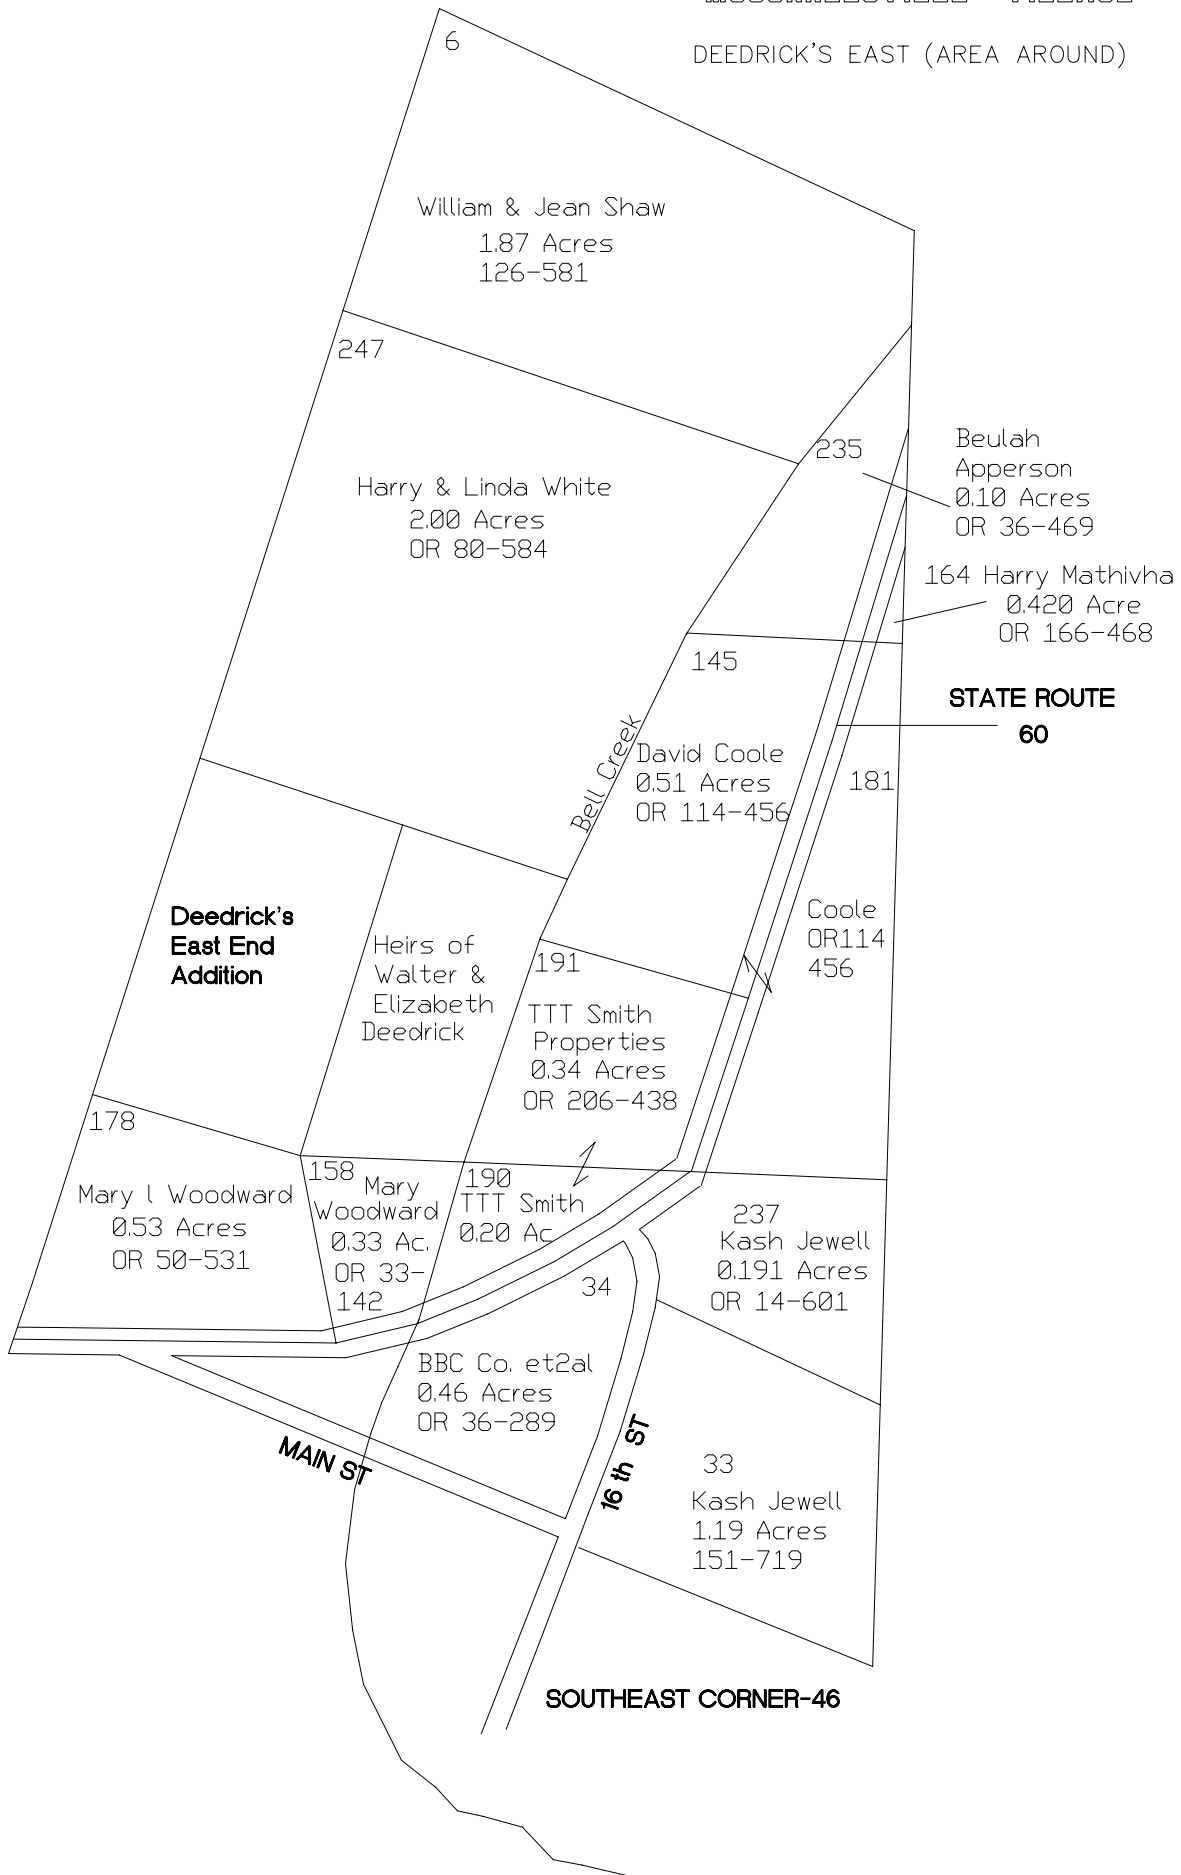 DEEDRICK'S EAST (AREA AROUND)
6
William & Jean Shaw
1.87 Acres
126-581
247
Harry & Linda White
2.00 Acres
OR 80-584
235
Beulah
Apperson
0.10 Acres
OR 36-469
164 Harry Mathivha
0.420 Acre
OR 166-468
145
STATE ROUTE
60
Bell Creek
David Coole
0.51 Acres
OR 114-456
181
Coole
OR114
456
Deedrick's
East End
Addition
Heirs of
Walter &
Elizabeth
Deedrick
191
TTT Smith
Properties
0.34 Acres
OR 206-438
178
Mary l Woodward
0.53 Acres
OR 50-531
158
Mary
Woodward
0.33 Ac.
OR 33-
142
190
TTT Smith
0.20 Ac
237
Kash Jewell
0.191 Acres
OR 14-601
34
BBC Co. et2al
0.46 Acres
OR 36-289
MAIN ST
16 th ST
33
Kash Jewell
1.19 Acres
151-719
SOUTHEAST CORNER-46